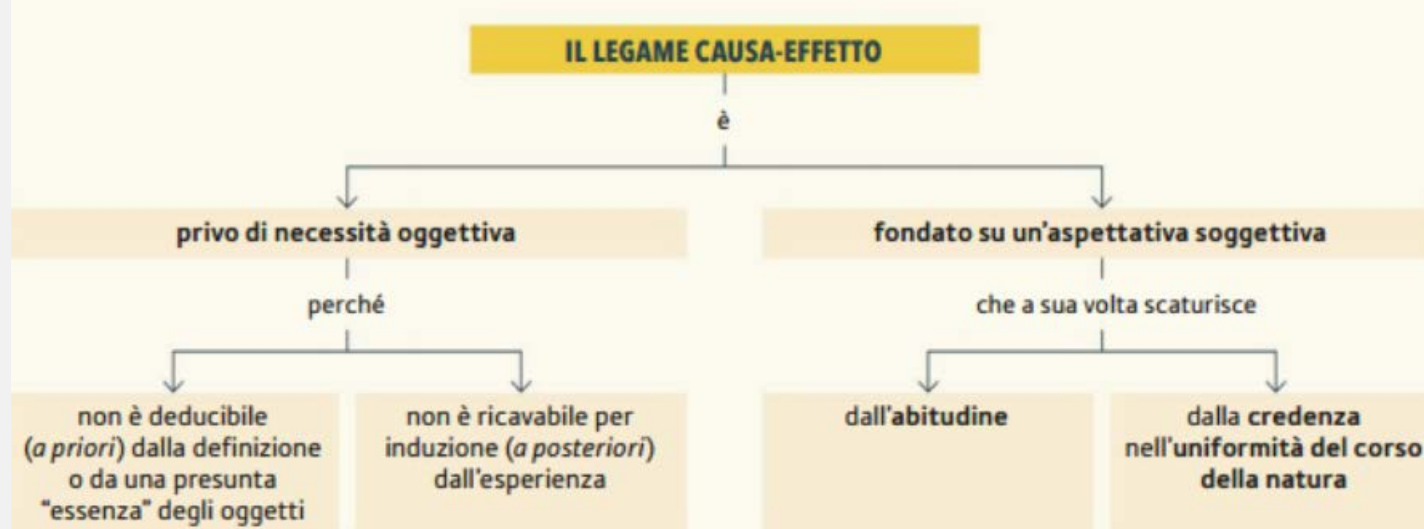 IL LEGAME CAUSA-EFFETTO
è
privo di necessità oggettiva
perché
non è deducibile
(a priori) dalla definizione
o da una presunta
“essenza” degli oggetti
non è ricavabile per
induzione (a posteriori)
dall'esperienza
fondato su un'aspettativa soggettiva
che a sua volta scaturisce
dall'abitudine
dalla credenza
nell'uniformità del corso
della natura